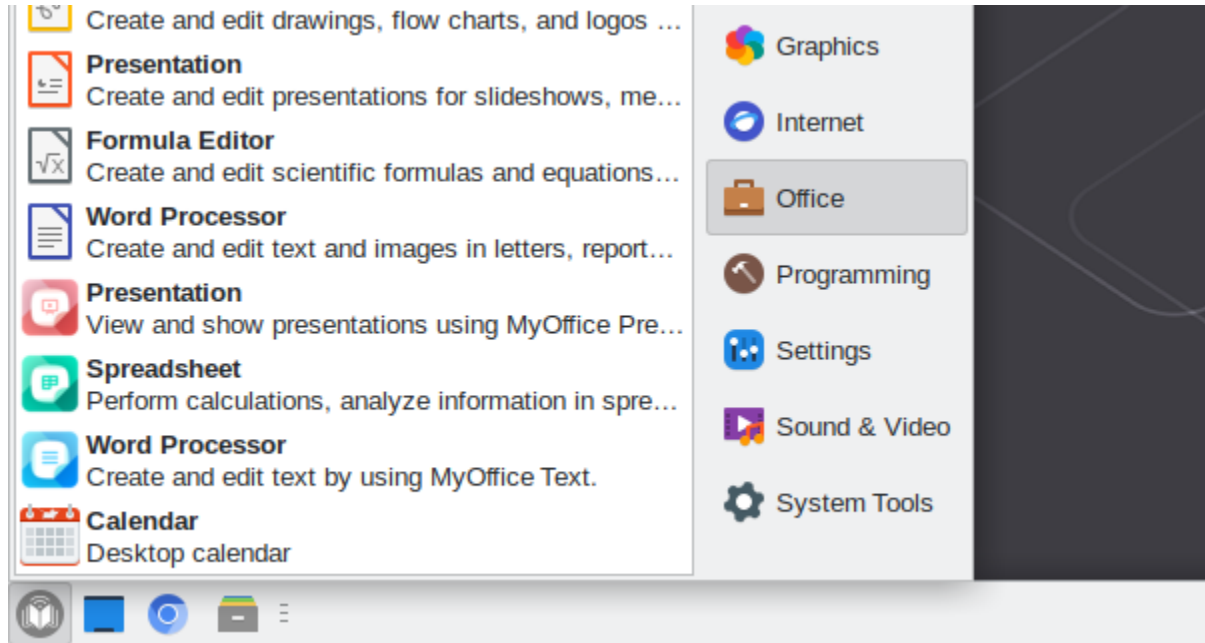 Create and edit drawings, flow charts, and logos …
Presentation
Create and edit presentations for slideshows, me…
Formula Editor
Create and edit scientific formulas and equations…
Word Processor
Create and edit text and images in letters, report…
Presentation
View and show presentations using MyOffice Pre…
Spreadsheet
Perform calculations, analyze information in spre…
Word Processor
Create and edit text by using MyOffice Text.
Calendar
Desktop calendar
Graphics
Internet
Office
Programming
Settings
Sound & Video
System Tools